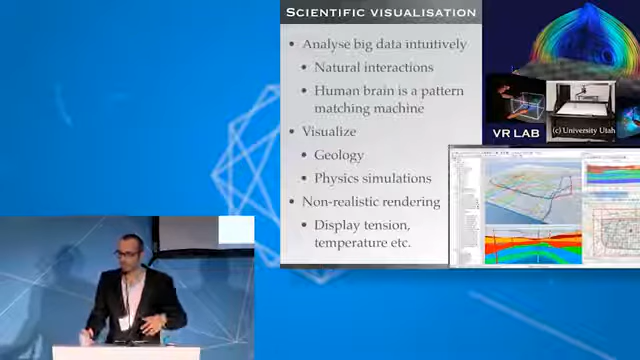 Scientific visualisation
• Analyse big data intuitively
• Natural interactions
• Human brain is a pattern
matching machine
• Visualize
• Geology
• Physics simulations
• Non-realistic rendering
• Display tension,
temperature etc.
VR LAB
(c) University Utah